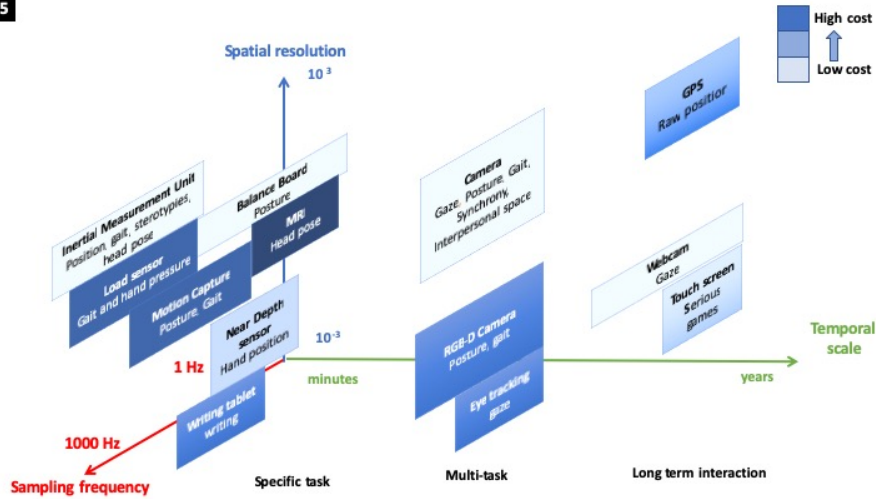 5
High cost
Low cost
Spatial resolution
10 3
GPS
Raw position
Camera
Gaze, Posture, Gait,
Synchrony,
Interpersonal space
Balance Board
Posture
Inertial Measurement Unit
Position, gait, sterotypies,
head pose
MRI
Head pose
Load sensor
Gait and hand pressure
Motion Capture
Posture, Gait
Webcam
Gaze
Touch screen
Serious
games
Near Depth
sensor
Hand position
10-3
RGB-D Camera
Posture, gait
Temporal
scale
1 Hz
minutes
years
Eye tracking
gaze
Writing tablet
writing
1000 Hz
Sampling frequency
Specific task
Multi-task
Long term interaction